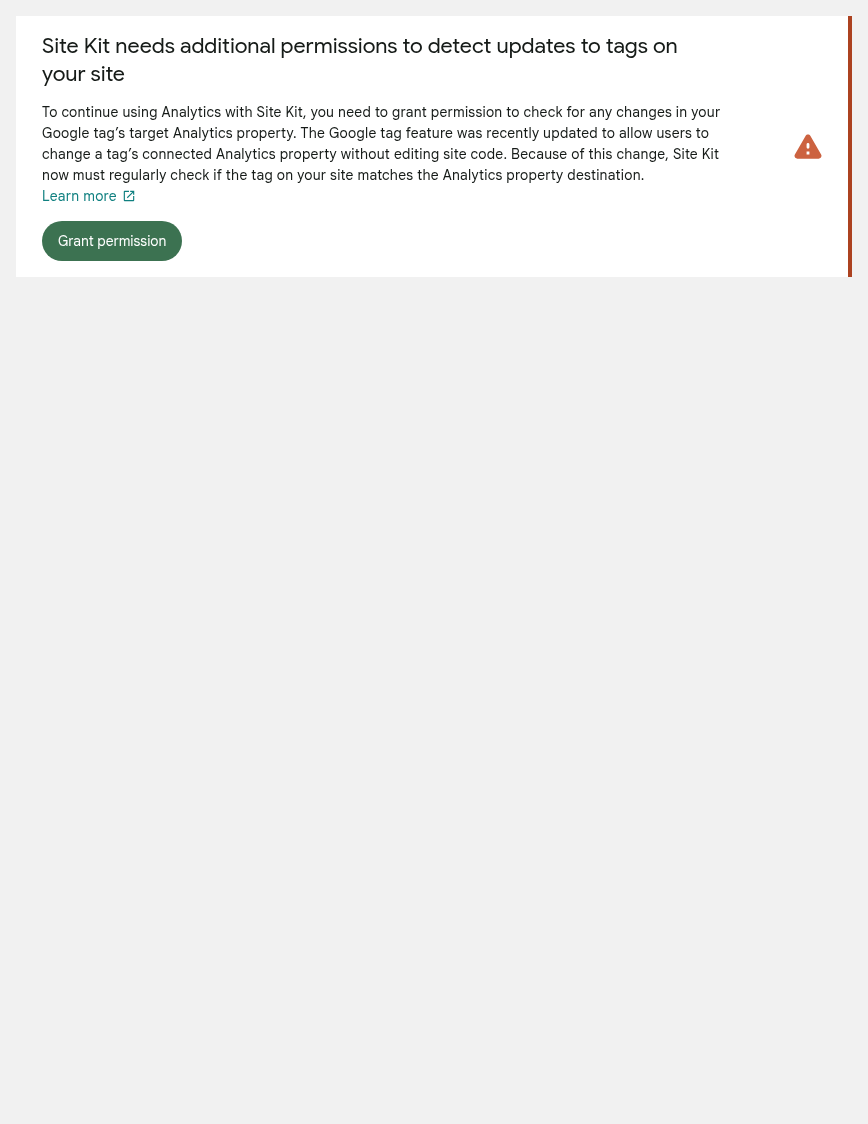 Site Kit needs additional permissions to detect updates to tags on
your site
To continue using Analytics with Site Kit, you need to grant permission to check for any changes in your
Google tag’s target Analytics property. The Google tag feature was recently updated to allow users to
change a tag’s connected Analytics property without editing site code. Because of this change, Site Kit
now must regularly check if the tag on your site matches the Analytics property destination.
Learn more
Grant permission